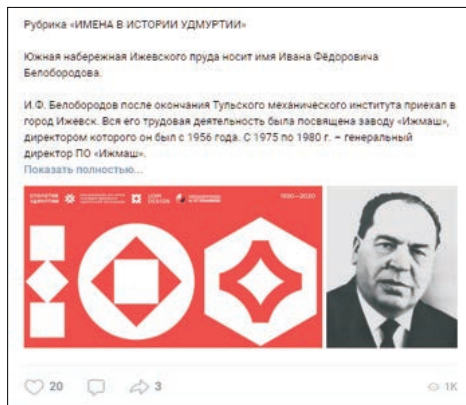 Рубрика «ИМЕНА В ИСТОРИИ УДМУРТИИ»
Южная набережная Ижевского пруда носит имя Ивана Фёдоровича
Белобородова.
И.Ф. Белобородов после окончания Тульского механического института приехал в
город Ижевск. Вся его трудовая деятельность была посвящена заводу «Ижмаш»,
директором которого он был с 1956 года. С 1975 по 1980 г. – генеральный
директор ПО «Ижмаш».
Показать полностью...
UDM
DESIGN
1920—2020
20
3
1K